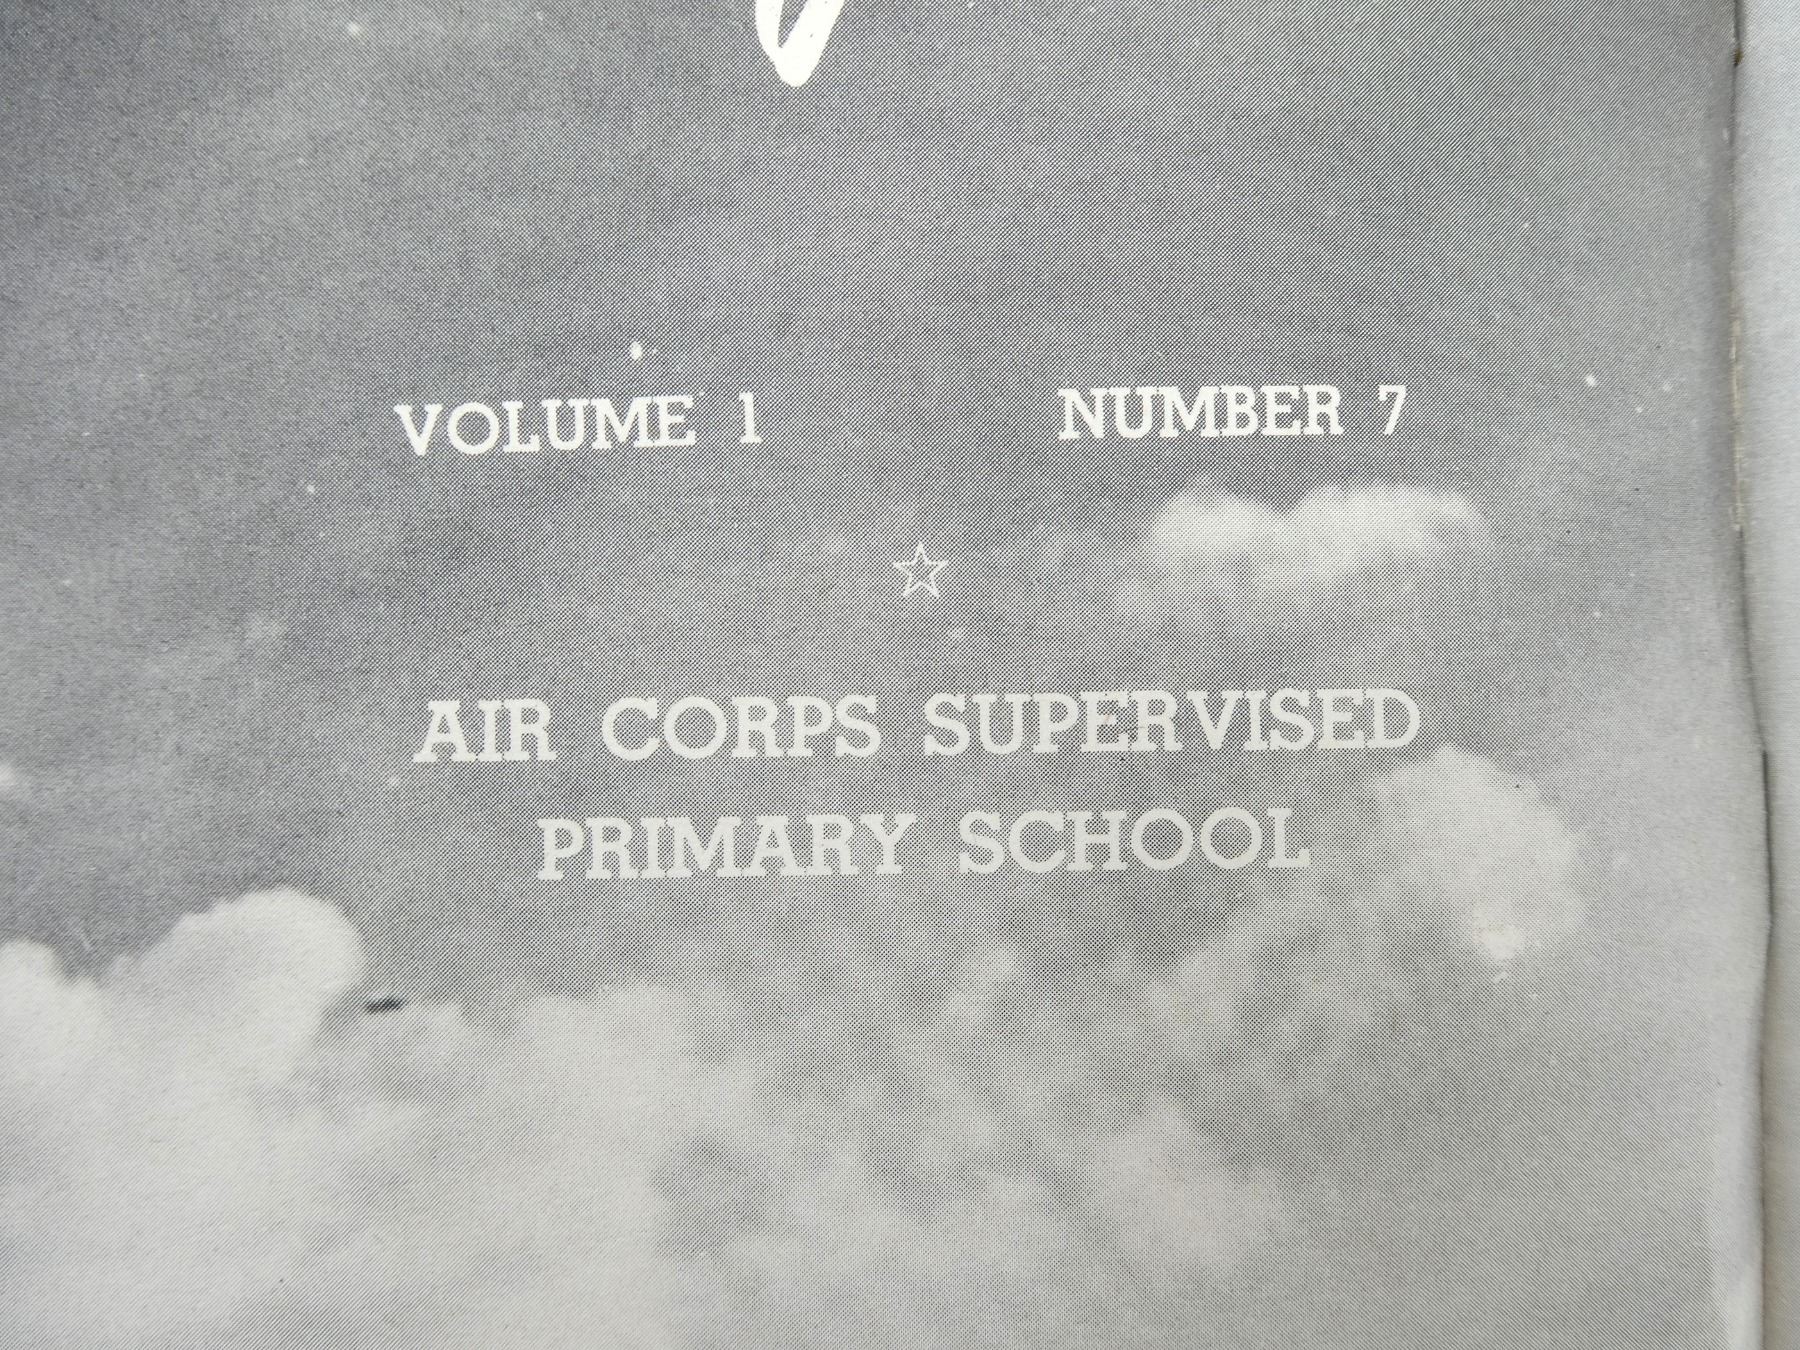 VOLUME 1 NUMBER 7
AIR CORPS SUPERVISED
PRIMARY SCHOOL